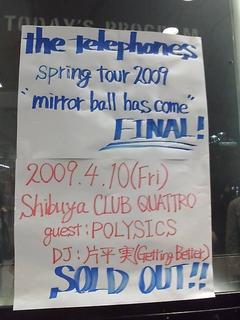 TODAY'S PROGRAM
the telephones
spring tour 2009
"mirror ball has come"
FINAL!
2009.4.10(Fri)
Shibuya CLUB QUATTRO
guest:POLYSICS
DJ:片平実(Getting Better)
SOLD OUT!!